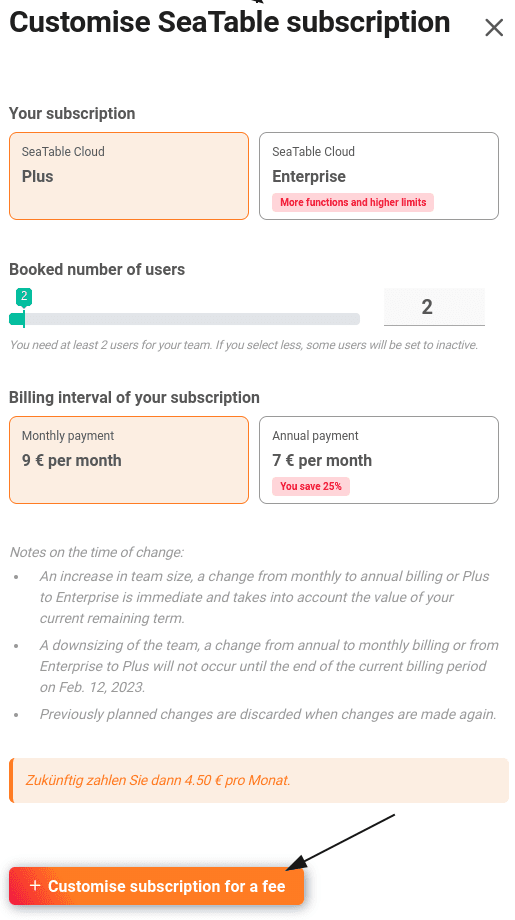 Customise SeaTable subscription
Your subscription
SeaTable Cloud
Plus
SeaTable Cloud
Enterprise
More functions and higher limits
Booked number of users
2
2
You need at least 2 users for your team. If you select less, some users will be set to inactive.
Billing interval of your subscription
Monthly payment
9 € per month
Annual payment
7 € per month
You save 25%
Notes on the time of change:
• An increase in team size, a change from monthly to annual billing or Plus
to Enterprise is immediate and takes into account the value of your
current remaining term.
• A downsizing of the team, a change from annual to monthly billing or from
Enterprise to Plus will not occur until the end of the current billing period
on Feb. 12, 2023.
• Previously planned changes are discarded when changes are made again.
Zukünftig zahlen Sie dann 4.50 € pro Monat.
+ Customise subscription for a fee